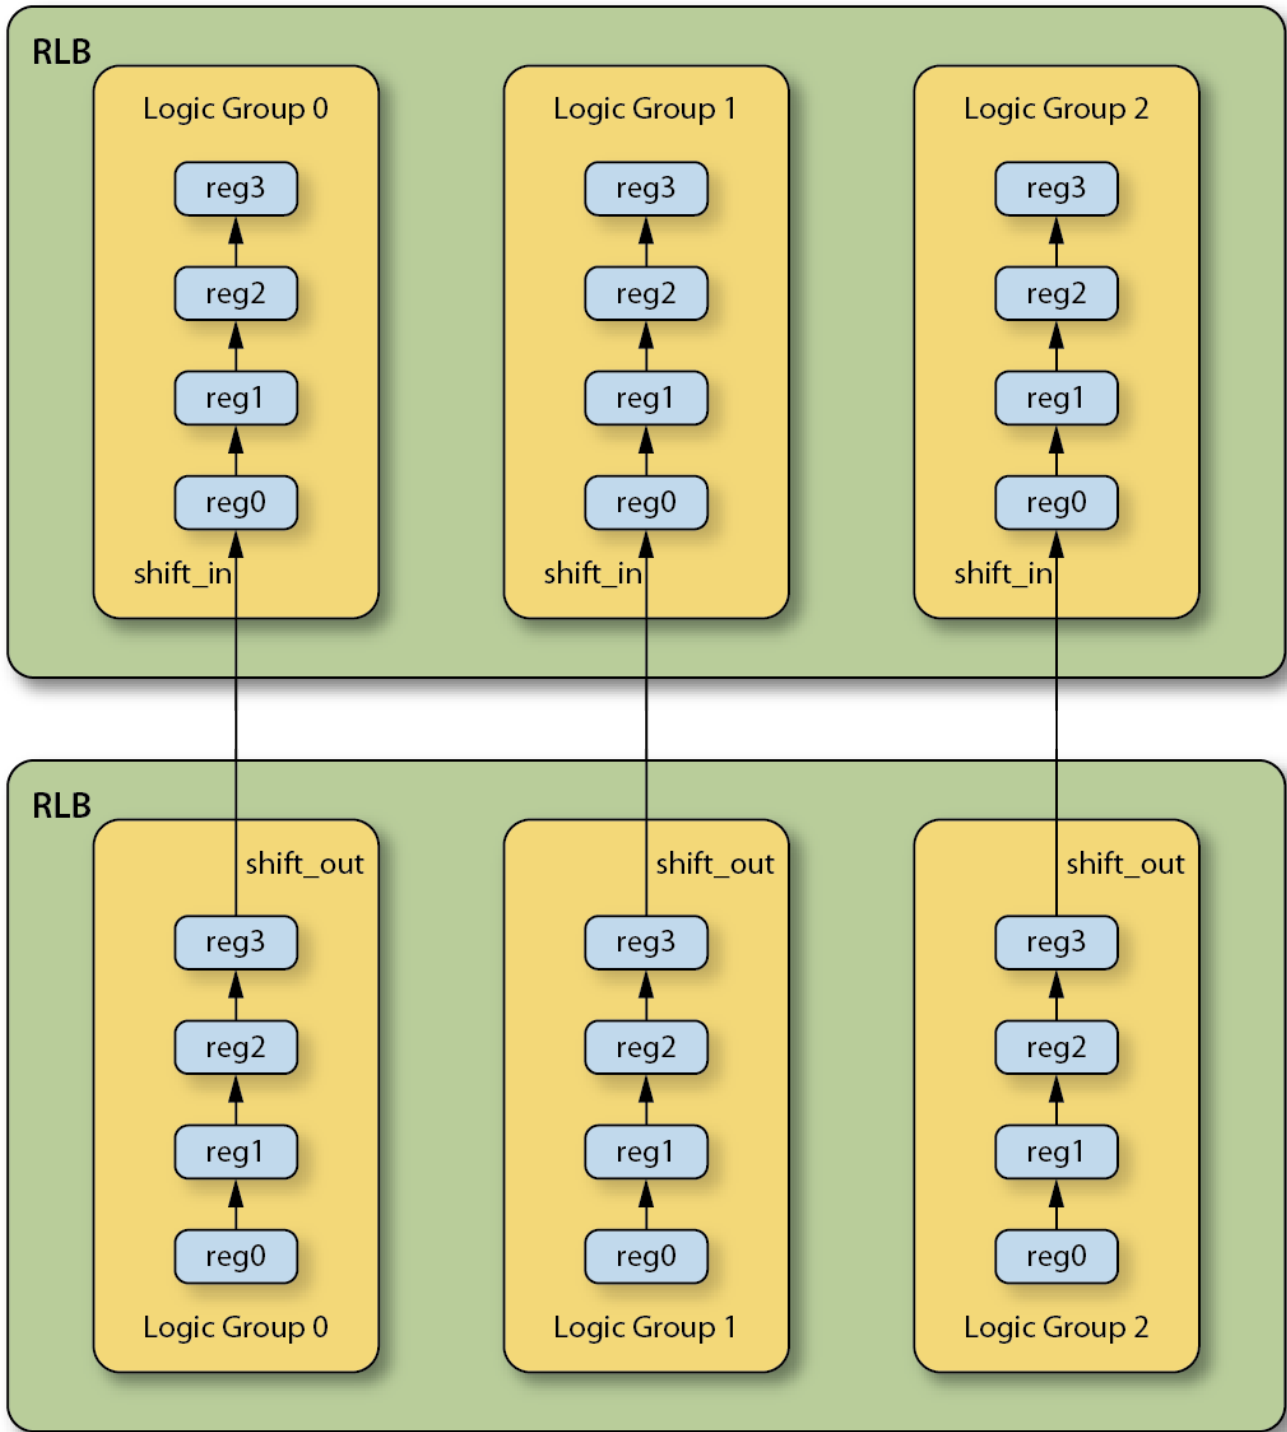 RLB
Logic Group 0
reg3
reg2
reg1
reg0
shift_in
Logic Group 1
reg3
reg2
reg1
reg0
shift_in
Logic Group 2
reg3
reg2
reg1
reg0
shift_in
RLB
shift_out
reg3
reg2
reg1
reg0
Logic Group 0
shift_out
reg3
reg2
reg1
reg0
Logic Group 1
shift_out
reg3
reg2
reg1
reg0
Logic Group 2